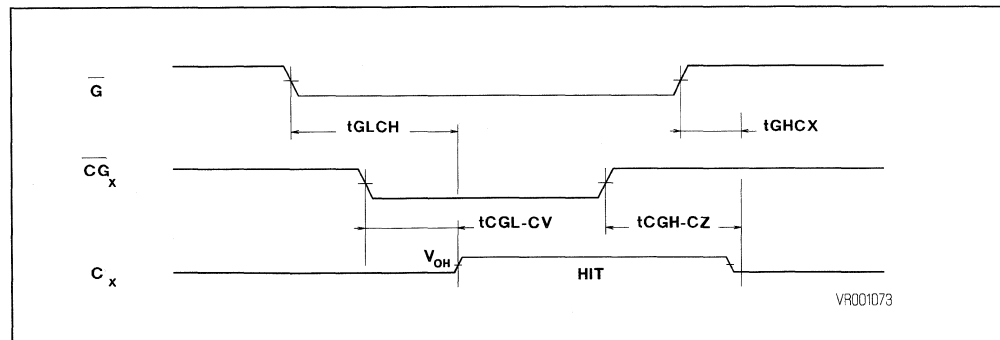 G
tGLCH
tGHCX
CGX
tCGL-CV
tCGH-CZ
VOH
CX
HIT
VR001073